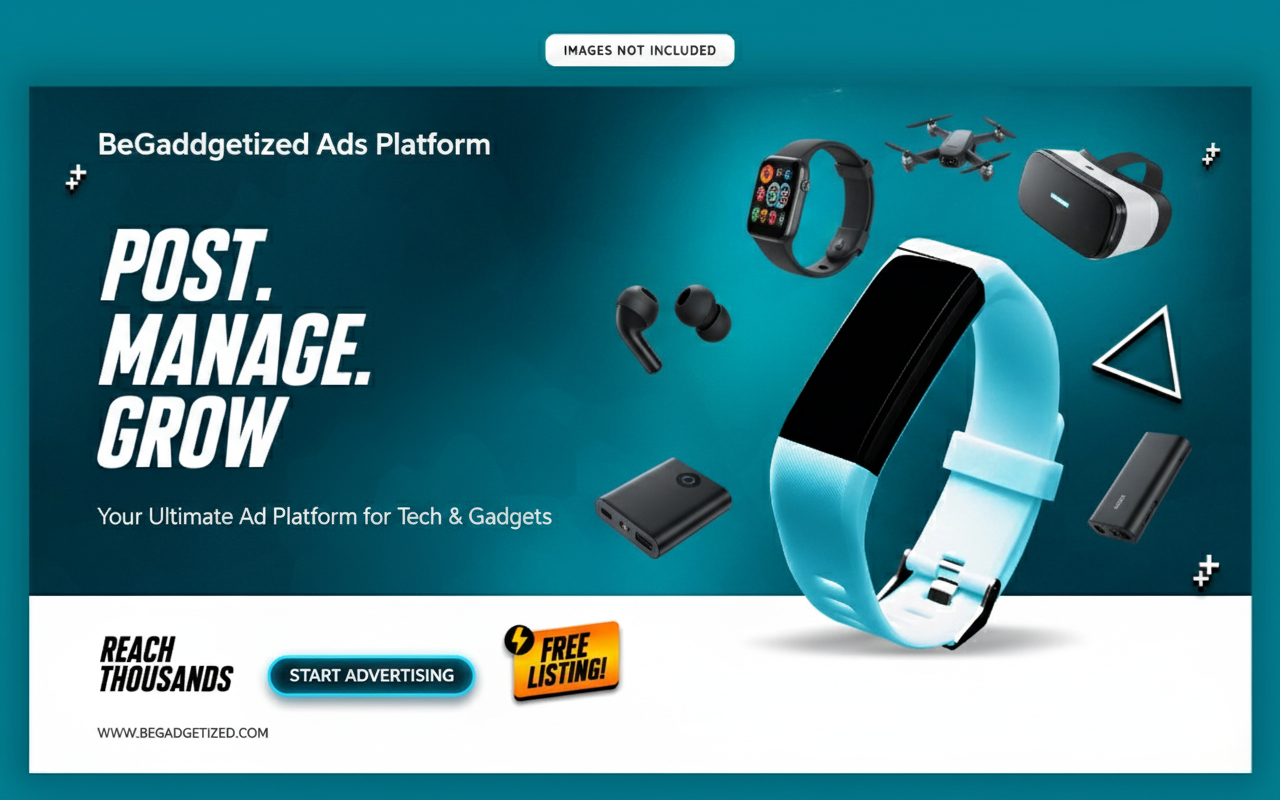 IMAGES NOT INCLUDED
BeGaddgetized Ads Platform
POST.
MANAGE.
GROW
Your Ultimate Ad Platform for Tech & Gadgets
REACH
THOUSANDS
START ADVERTISING
FREE
LISTING!
WWW.BEGADGETIZED.COM